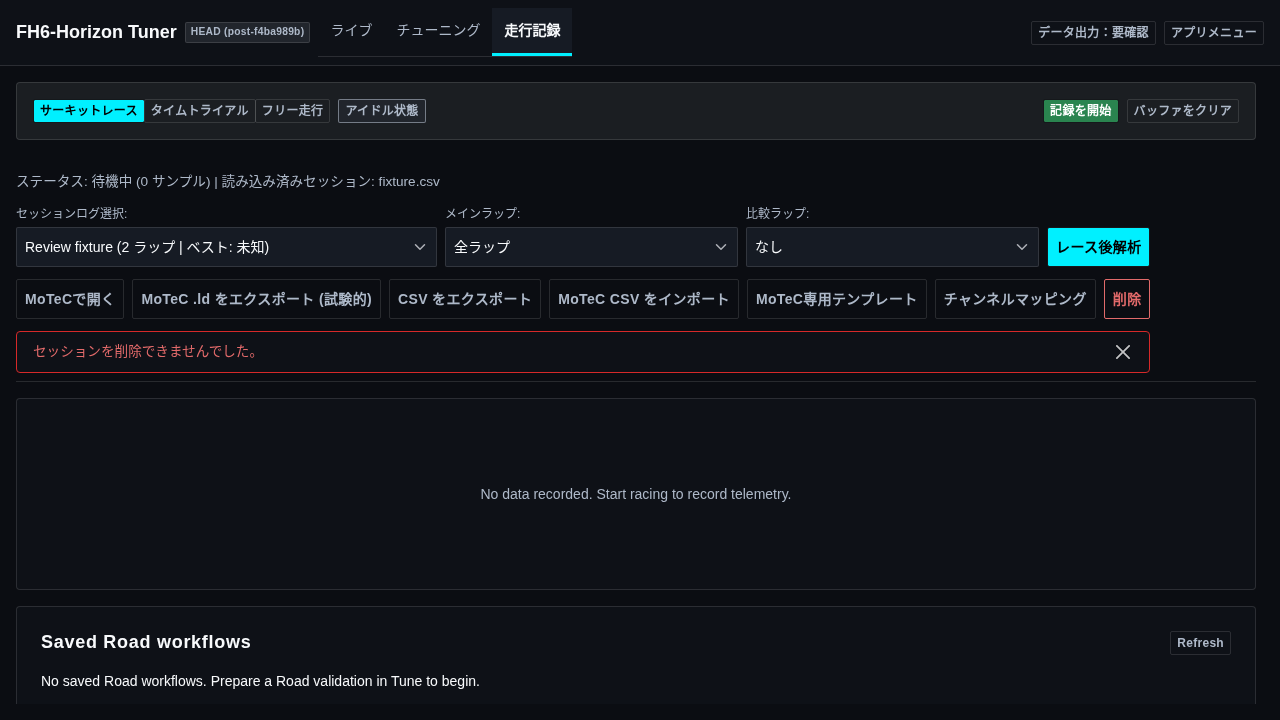 FH6-Horizon Tuner
HEAD (post-f4ba989b)
ライブ
チューニング
走行記録
データ出力：要確認
アプリメニュー
サーキットレース
タイムトライアル
フリー走行
アイドル状態
記録を開始
バッファをクリア
ステータス: 待機中 (0 サンプル) | 読み込み済みセッション: fixture.csv
セッションログ選択:
メインラップ:
比較ラップ:
Review fixture (2 ラップ | ベスト: 未知)
全ラップ
なし
レース後解析
MoTeCで開く
MoTeC .ld をエクスポート (試験的)
CSV をエクスポート
MoTeC CSV をインポート
MoTeC専用テンプレート
チャンネルマッピング
削除
セッションを削除できませんでした。
No data recorded. Start racing to record telemetry.
Saved Road workflows
Refresh
No saved Road workflows. Prepare a Road validation in Tune to begin.